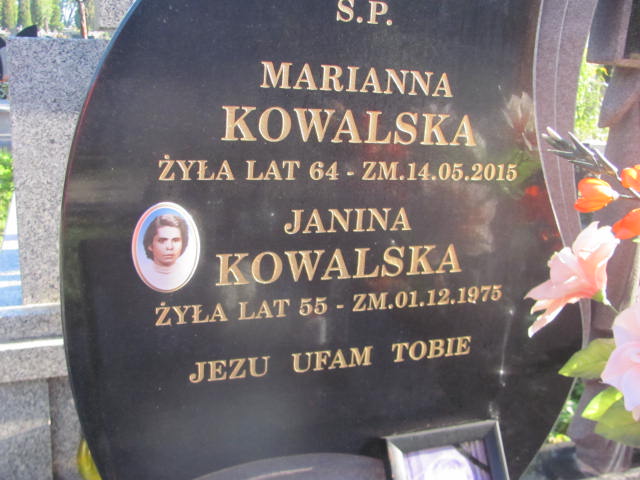 Ś.P.
MARIANNA
KOWALSKA
ŻYŁA LAT 64 - ZM.14.05.2015
JANINA
KOWALSKA
ŻYŁA LAT 55 - ZM.01.12.1975
JEZU UFAM TOBIE